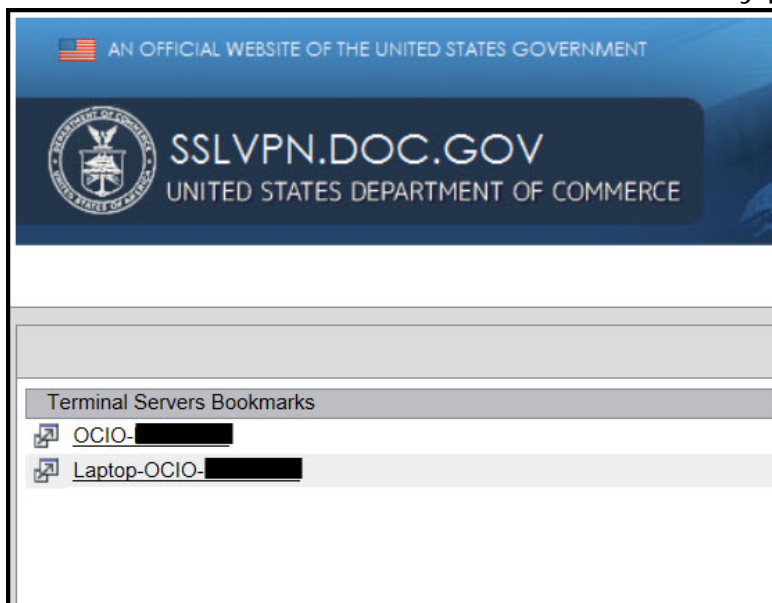 AN OFFICIAL WEBSITE OF THE UNITED STATES GOVERNMENT
SSLVPN.DOC.GOV
UNITED STATES DEPARTMENT OF COMMERCE
Terminal Servers Bookmarks
OCIO-
Laptop-OCIO-